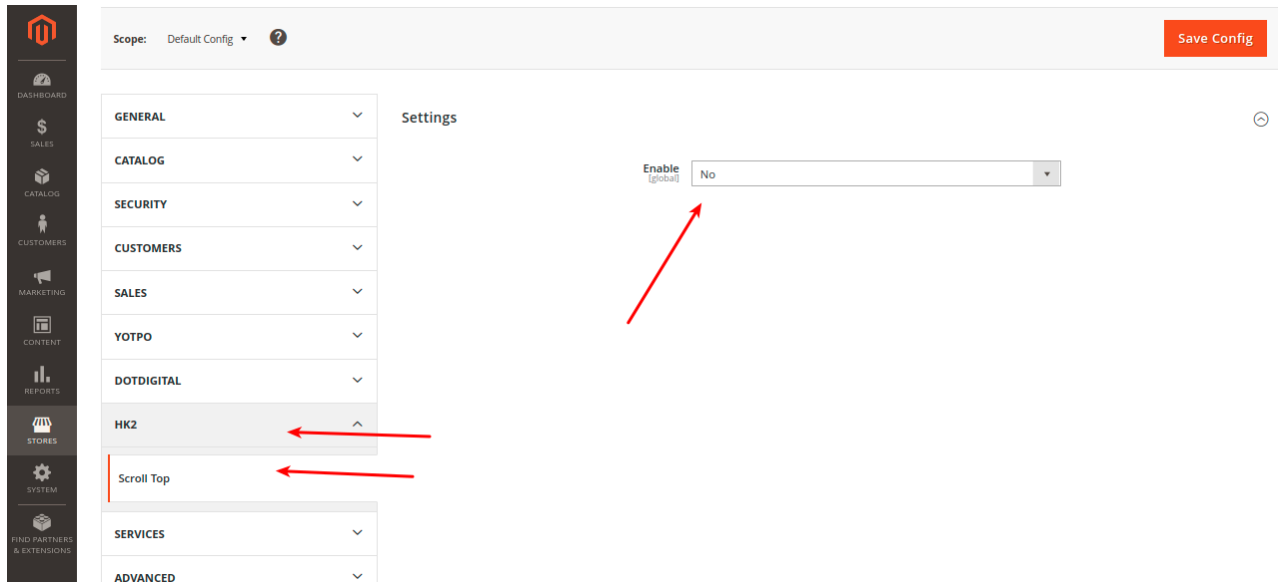 Scope: Default Config ?
Save Config
DASHBOARD
$
SALES
CATALOG
CUSTOMERS
MARKETING
CONTENT
REPORTS
STORES
SYSTEM
FIND PARTNERS
& EXTENSIONS
GENERAL
CATALOG
SECURITY
CUSTOMERS
SALES
YOTPO
DOTDIGITAL
HK2
Scroll Top
SERVICES
ADVANCED
Settings
Enable
[global]
No